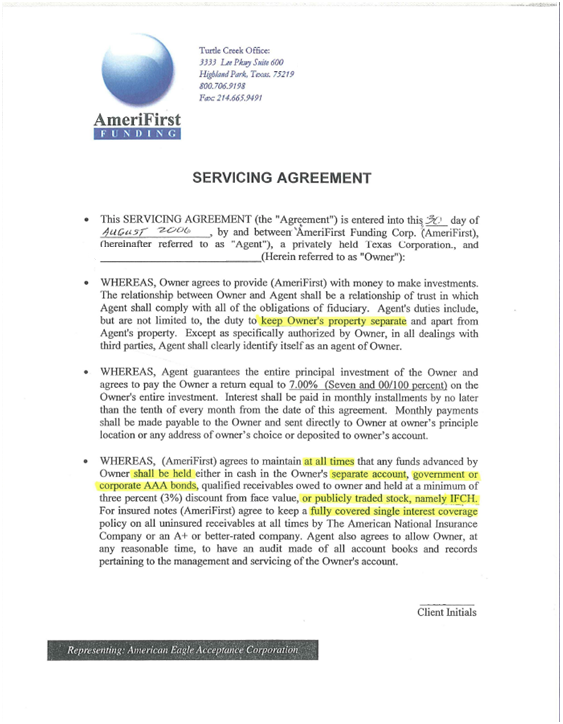 Turtle Creek Office:
3333 Lee Pkwy Suite 600
Highland Park, Texas, 75219
800.706.9198
Fax: 214.665.9491
AmeriFirst
FUNDING
SERVICING AGREEMENT
• This SERVICING AGREEMENT (the "Agreement") is entered into this 30 day of
AUGUST 2006, by and between AmeriFirst Funding Corp. (AmeriFirst),
(hereinafter referred to as "Agent"), a privately held Texas Corporation., and
(Herein referred to as "Owner"):
• WHEREAS, Owner agrees to provide (AmeriFirst) with money to make investments.
The relationship between Owner and Agent shall be a relationship of trust in which
Agent shall comply with all of the obligations of fiduciary. Agent's duties include,
but are not limited to, the duty to keep Owner's property separate and apart from
Agent's property. Except as specifically authorized by Owner, in all dealings with
third parties, Agent shall clearly identify itself as an agent of Owner.
• WHEREAS, Agent guarantees the entire principal investment of the Owner and
agrees to pay the Owner a return equal to 7.00% (Seven and 00/100 percent) on the
Owner's entire investment. Interest shall be paid in monthly installments by no later
than the tenth of every month from the date of this agreement. Monthly payments
shall be made payable to the Owner and sent directly to Owner at owner's principle
location or any address of owner's choice or deposited to owner's account.
• WHEREAS, (AmeriFirst) agrees to maintain at all times that any funds advanced by
Owner shall be held either in cash in the Owner's separate account, government or
corporate AAA bonds, qualified receivables owed to owner and held at a minimum of
three percent (3%) discount from face value, or publicly traded stock, namely IFCH.
For insured notes (AmeriFirst) agree to keep a fully covered single interest coverage
policy on all uninsured receivables at all times by The American National Insurance
Company or an A+ or better-rated company. Agent also agrees to allow Owner, at
any reasonable time, to have an audit made of all account books and records
pertaining to the management and servicing of the Owner's account.
Client Initials
Representing: American Eagle Acceptance Corporation